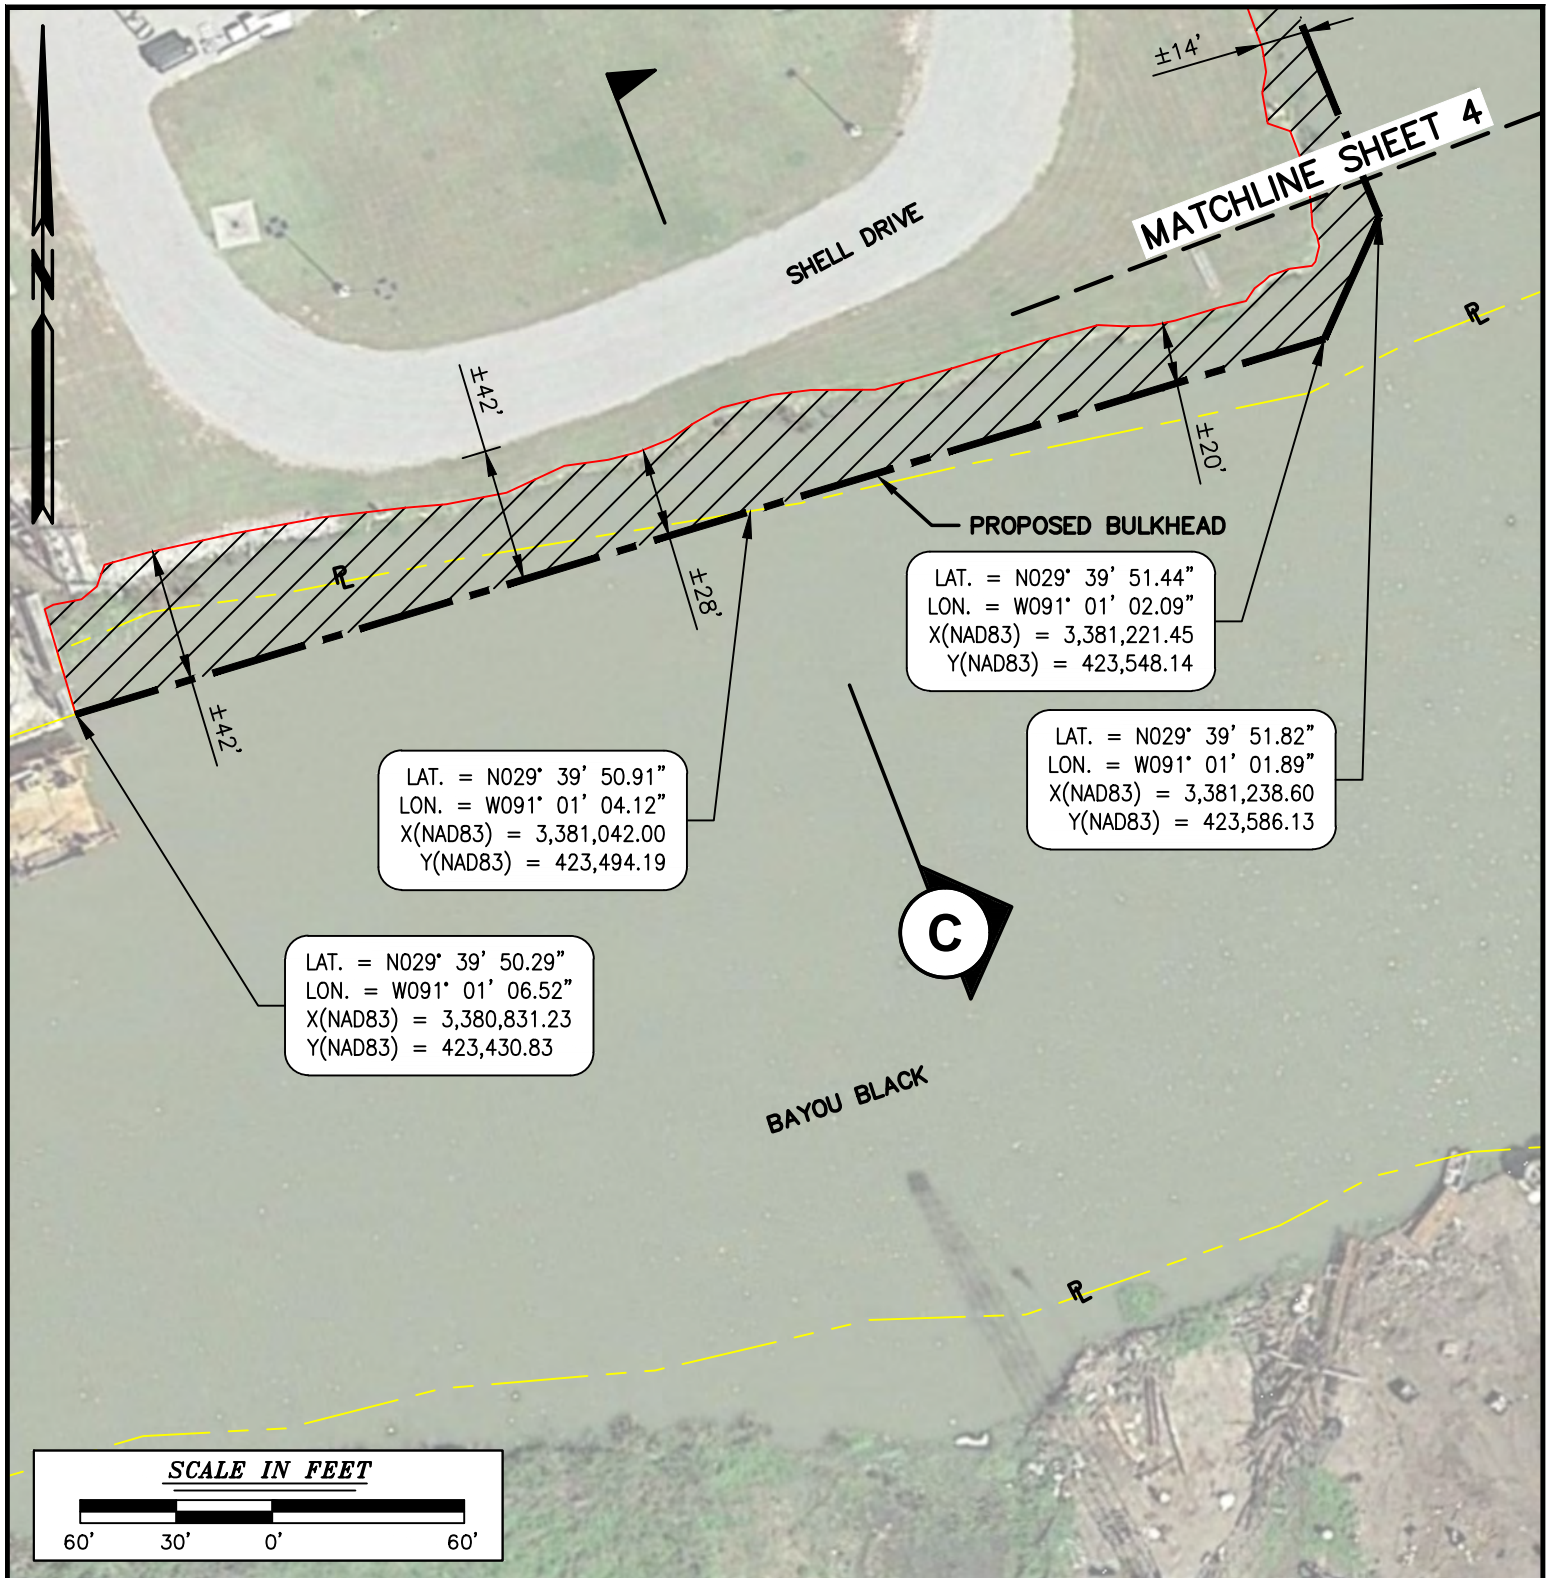 ±14'
MATCHLINE SHEET 4
SHELL DRIVE
N
℄
±42'
±20'
PROPOSED BULKHEAD
±28'
℄
±42'
LAT. = N029° 39' 51.44"
LON. = W091° 01' 02.09"
X(NAD83) = 3,381,221.45
Y(NAD83) = 423,548.14
LAT. = N029° 39' 51.82"
LON. = W091° 01' 01.89"
X(NAD83) = 3,381,238.60
Y(NAD83) = 423,586.13
LAT. = N029° 39' 50.91"
LON. = W091° 01' 04.12"
X(NAD83) = 3,381,042.00
Y(NAD83) = 423,494.19
C
LAT. = N029° 39' 50.29"
LON. = W091° 01' 06.52"
X(NAD83) = 3,380,831.23
Y(NAD83) = 423,430.83
BAYOU BLACK
℄
SCALE IN FEET
60' 30' 0' 60'